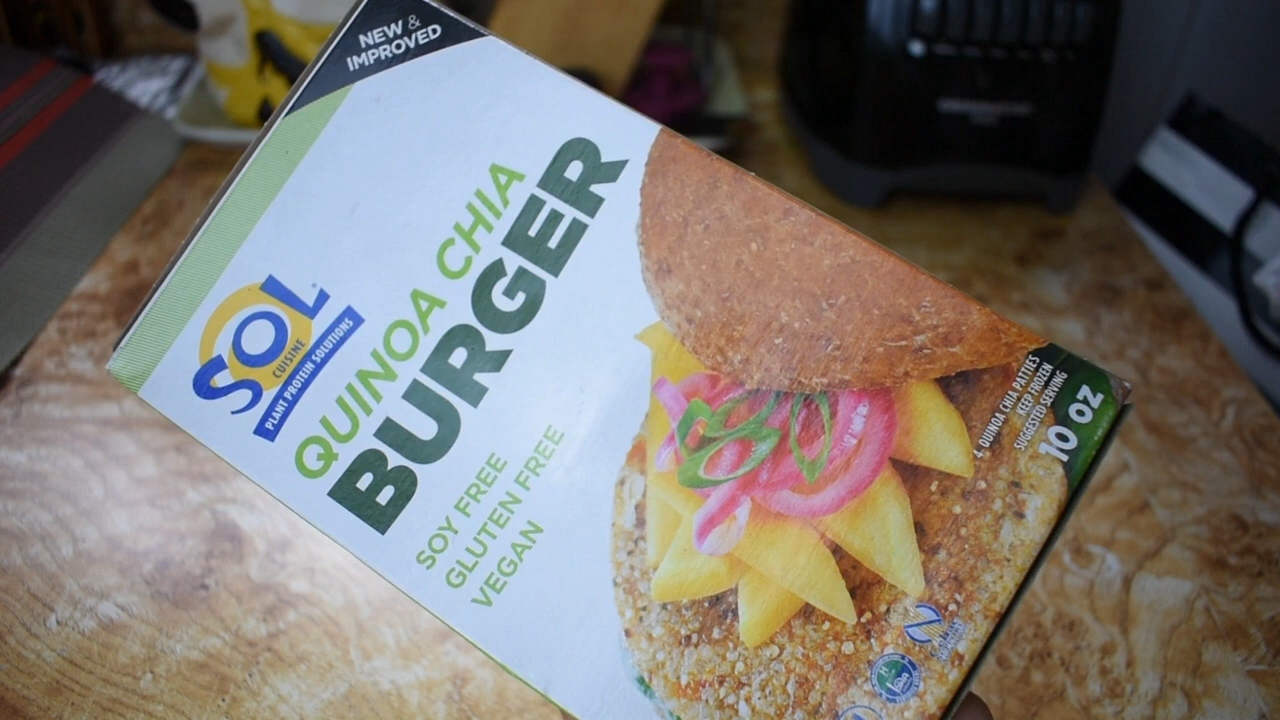 NEW &
IMPROVED
SOL
CUISINE
PLANT PROTEIN SOLUTIONS
QUINOA CHIA
BURGER
SOY FREE
GLUTEN FREE
VEGAN
4 QUINOA CHIA PATTIES
KEEP FROZEN
SUGGESTED SERVING
10 OZ